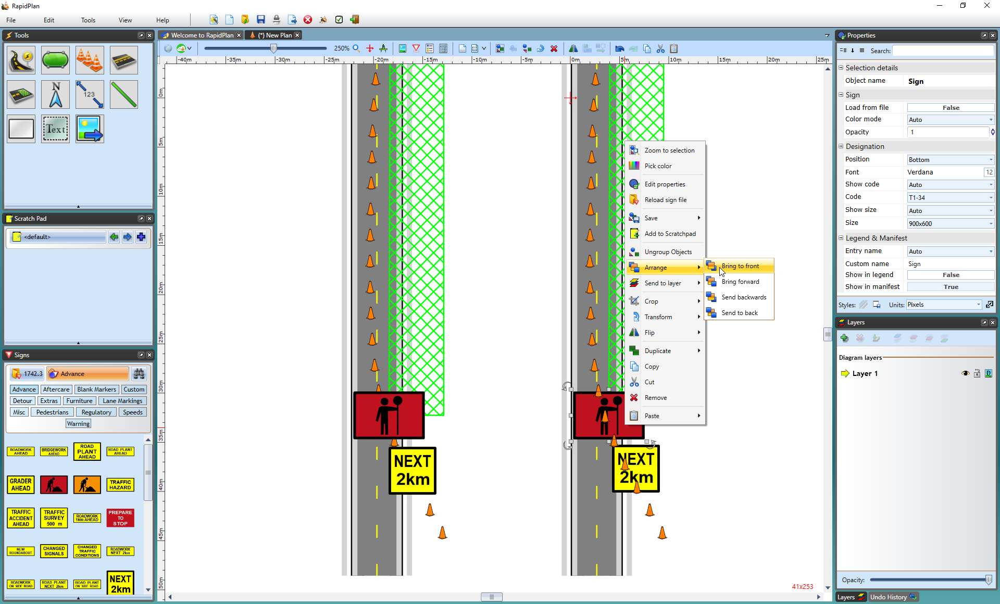 RapidPlan
File Edit Tools View Help
Tools
Welcome to RapidPlan (*) New Plan
Properties
250%
Search:
-40m -35m -30m -25m -20m -15m -10m -5m 0m 5m 10m 15m 20m 25m
0m
5m
10m
15m
20m
25m
30m
35m
40m
45m
50m
N
123
Text
Scratch Pad
<default>
Signs
1742.3 Advance
Advance Aftercare Blank Markers Custom
Detour Extras Furniture Lane Markings
Misc Pedestrians Regulatory Speeds
Warning
ROADWORK AHEAD
BRIDGEWORK AHEAD
ROAD PLANT AHEAD
ROAD PLANT AHEAD
GRADER AHEAD
TRAFFIC HAZARD
TRAFFIC ACCIDENT AHEAD
TRAFFIC SURVEY 500 m
ROADWORK 1km AHEAD
PREPARE TO STOP
NEW ROUNDABOUT
CHANGED SIGNALS
CHANGED TRAFFIC CONDITIONS
ROADWORK NEXT 2km
ROADWORK ON SIDE ROAD
ROAD PLANT NEXT 2km
ROAD PLANT ON SIDE ROAD
NEXT 2km
NEXT
2km
NEXT
2km
Zoom to selection
Pick color
Edit properties
Reload sign file
Save
Add to Scratchpad
Ungroup Objects
Arrange
Send to layer
Crop
Transform
Flip
Duplicate
Copy
Cut
Remove
Paste
Bring to front
Bring forward
Send backwards
Send to back
41x253
Selection details
Object name Sign
Sign
Load from file False
Color mode Auto
Opacity 1
Designation
Position Bottom
Font Verdana 12
Show code Auto
Code T1-34
Show size Auto
Size 900x600
Legend & Manifest
Entry name Auto
Custom name Sign
Show in legend False
Show in manifest True
Styles: Units: Pixels
Layers
Diagram layers
Layer 1
Opacity:
Layers Undo History